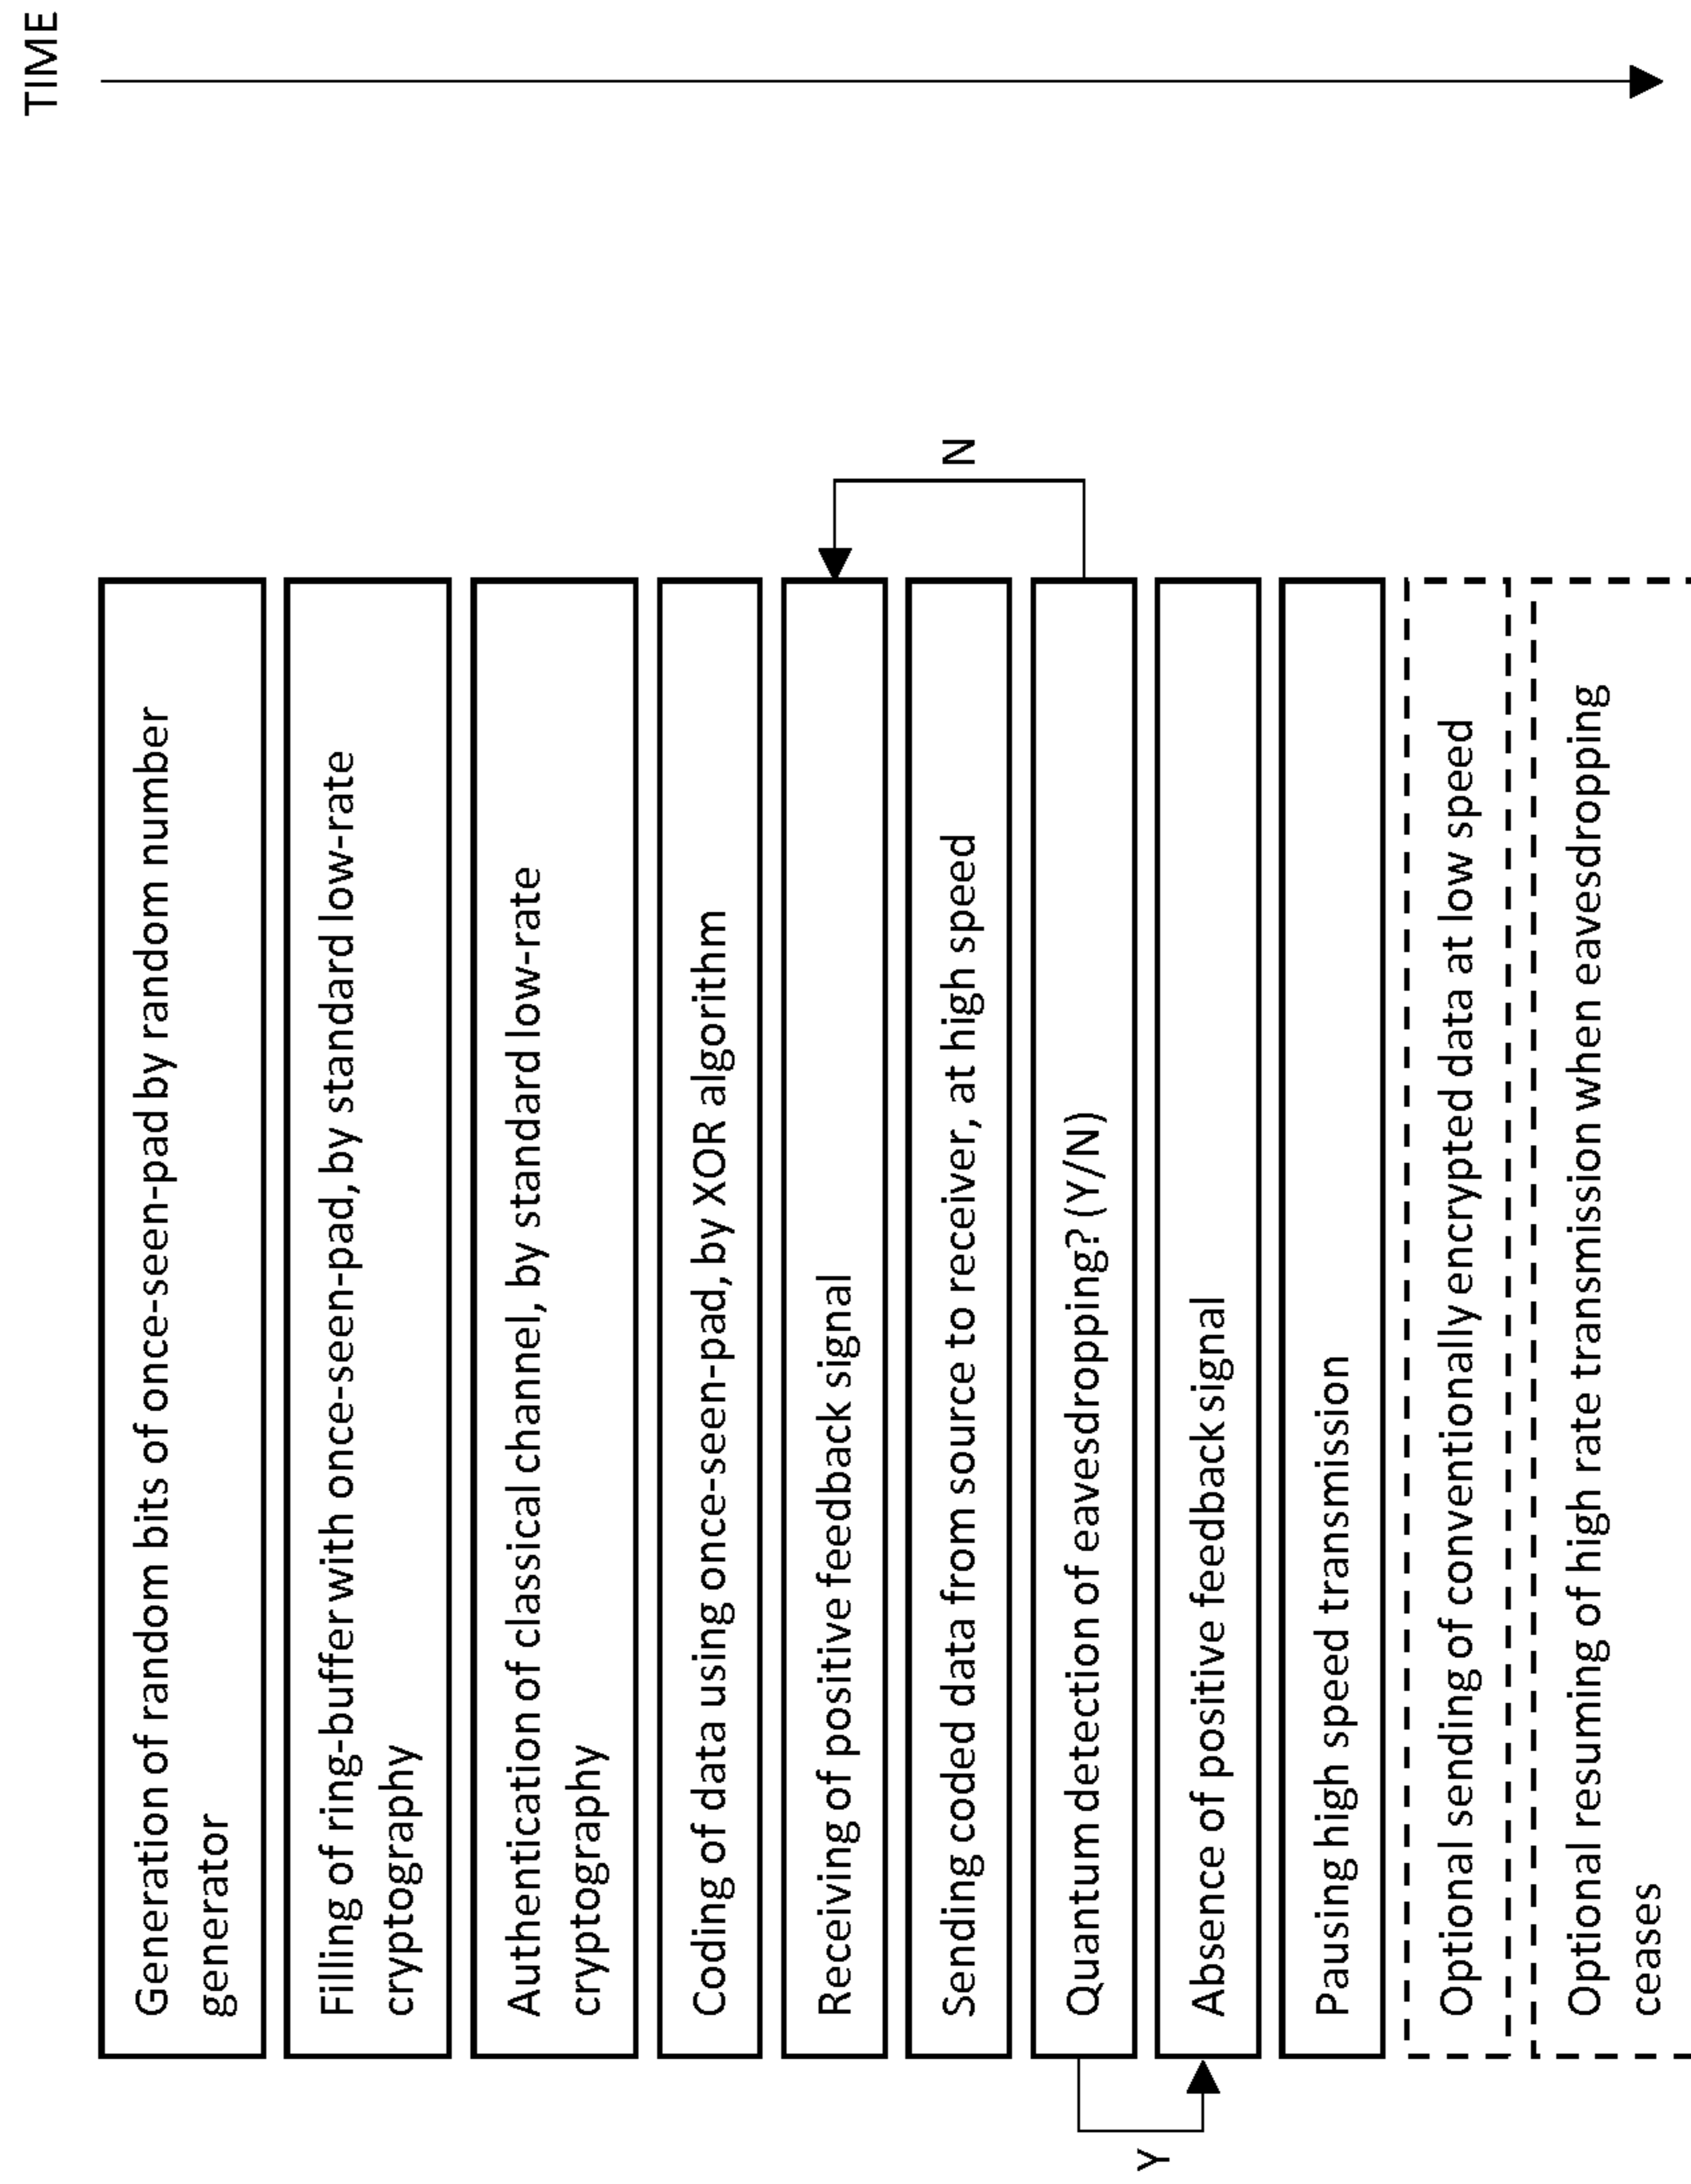 TIME
Generation of random bits of once-seen-pad by random number
generator
Filling of ring-buffer with once-seen-pad, by standard low-rate
cryptography
Authentication of classical channel, by standard low-rate
cryptography
Coding of data using once-seen-pad, by XOR algorithm
Receiving of positive feedback signal
Sending coded data from source to receiver, at high speed
N
Quantum detection of eavesdropping? (Y/N)
Y
Absence of positive feedback signal
Pausing high speed transmission
Optional sending of conventionally encrypted data at low speed
Optional resuming of high rate transmission when eavesdropping
ceases